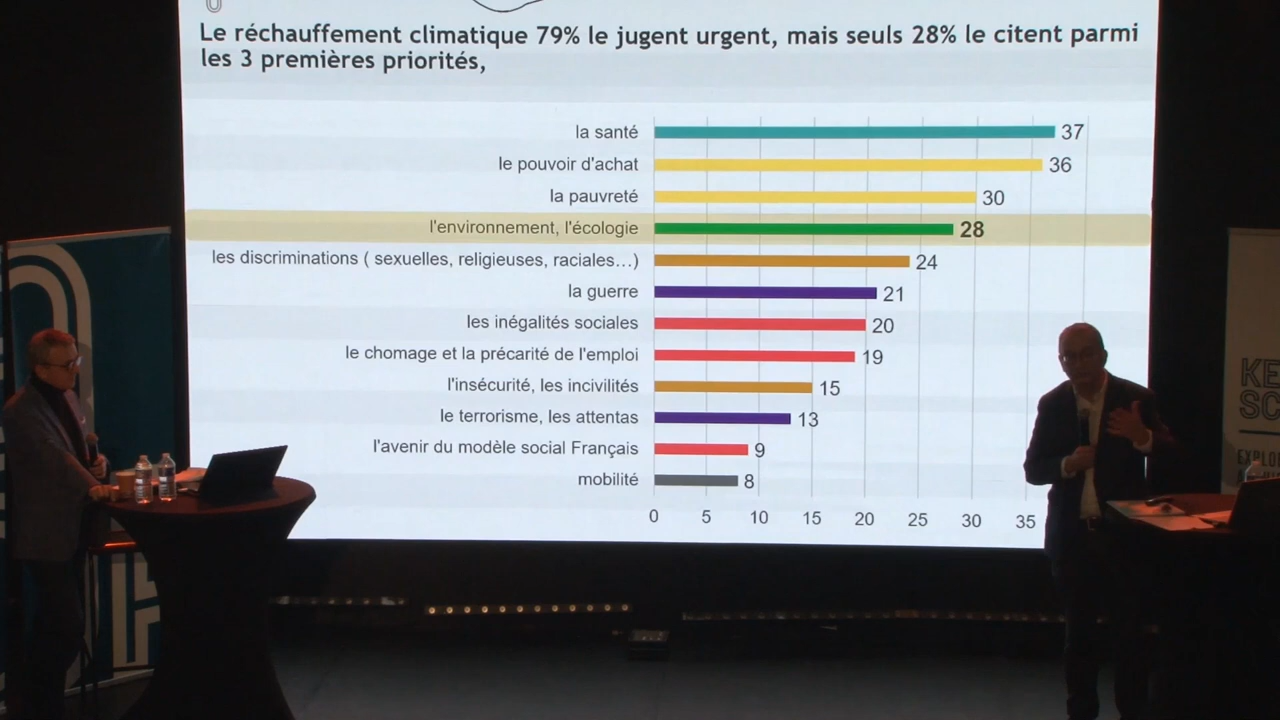 Le réchauffement climatique 79% le jugent urgent, mais seuls 28% le citent parmi
les 3 premières priorités,
la santé 37
le pouvoir d'achat 36
la pauvreté 30
l'environnement, l'écologie 28
les discriminations ( sexuelles, religieuses, raciales...) 24
la guerre 21
les inégalités sociales 20
le chomage et la précarité de l'emploi 19
l'insécurité, les incivilités 15
le terrorisme, les attentas 13
l'avenir du modèle social Français 9
mobilité 8
0 5 10 15 20 25 30 35
KE
SC
EXPLO